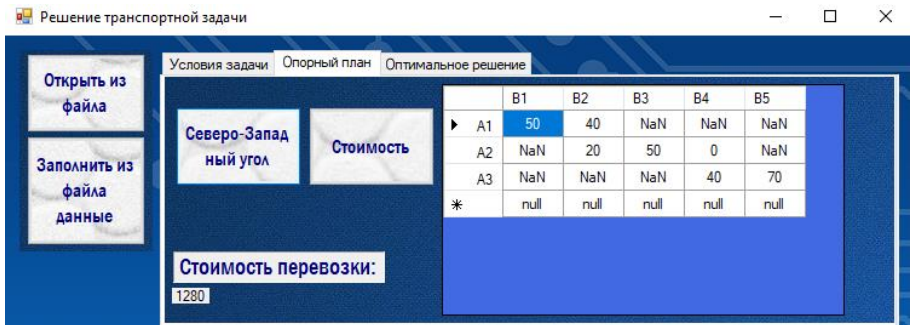 Решение транспортной задачи
Открыть из
файла
Заполнить из
файла
данные
Условия задачи Опорный план Оптимальное решение
Северо-Запад
ный угол
Стоимость
Стоимость перевозки:
1280
B1 B2 B3 B4 B5
A1 50 40 NaN NaN NaN
A2 NaN 20 50 0 NaN
A3 NaN NaN NaN 40 70
null null null null null